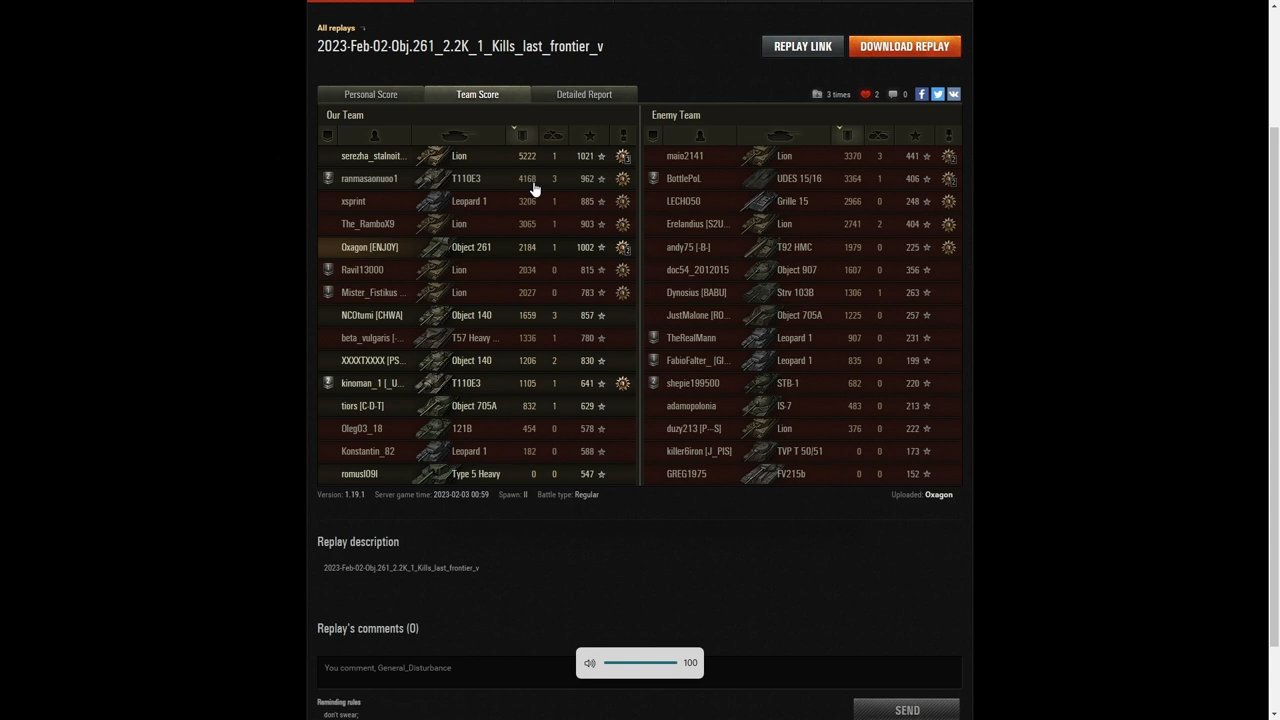 All replays
2023-Feb-02-Obj.261_2.2K_1_Kills_last_frontier_v
REPLAY LINK
DOWNLOAD REPLAY
Personal Score
Team Score
Detailed Report
3 times
2
0
Our Team
serezha_stalnoit... Lion 5222 1 1021
ranmasaonuoo1 T110E3 4168 3 962
xsprint Leopard 1 3206 1 885
The_RamboX9 Lion 3065 1 903
Oxagon [ENJOY] Object 261 2184 1 1002
Ravil13000 Lion 2034 0 815
Mister_Fistikus ... Lion 2027 0 783
NCOtumi [CHWA] Object 140 1659 3 857
beta_vulgaris [-... T57 Heavy ... 1336 1 780
XXXXTXXXX [PS... Object 140 1206 2 830
kinoman_1 [_U... T110E3 1105 1 641
tiors [C-D-T] Object 705A 832 1 629
Oleg03_18 121B 454 0 578
Konstantin_82 Leopard 1 182 0 588
romusl09l Type 5 Heavy 0 0 547
Enemy Team
maio2141 Lion 3370 3 441
BottlePoL UDES 15/16 3364 1 406
LECHO50 Grille 15 2966 0 248
Erelandius [S2U... Lion 2741 2 404
andy75 [-B-] T92 HMC 1979 0 225
doc54_2012015 Object 907 1607 0 356
Dynosius [BABU] Strv 103B 1306 1 263
JustMalone [RO... Object 705A 1225 0 257
TheRealMann Leopard 1 907 0 231
FabioFalter_ [GI... Leopard 1 835 0 199
shepie199500 STB-1 682 0 220
adamopolonia IS-7 483 0 213
duzy213 [P--S] Lion 376 0 222
killer6iron [J_PIS] TVP T 50/51 0 0 173
GREG1975 FV215b 0 0 152
Version: 1.19.1 Server game time: 2023-02-03 00:59 Spawn: II Battle type: Regular
Uploaded: Oxagon
Replay description
2023-Feb-02-Obj.261_2.2K_1_Kills_last_frontier_v
Replay's comments (0)
You comment, General_Disturbance
100
Reminding rules
don't swear;
SEND